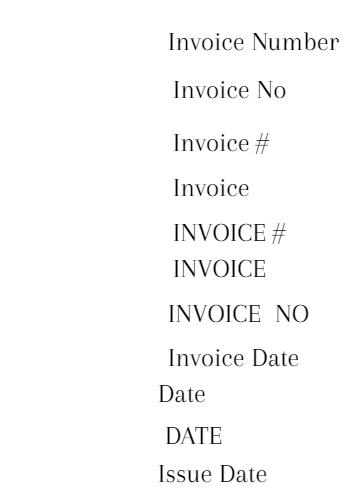 Invoice Number
Invoice No
Invoice #
Invoice
INVOICE #
INVOICE
INVOICE NO
Invoice Date
Date
DATE
Issue Date